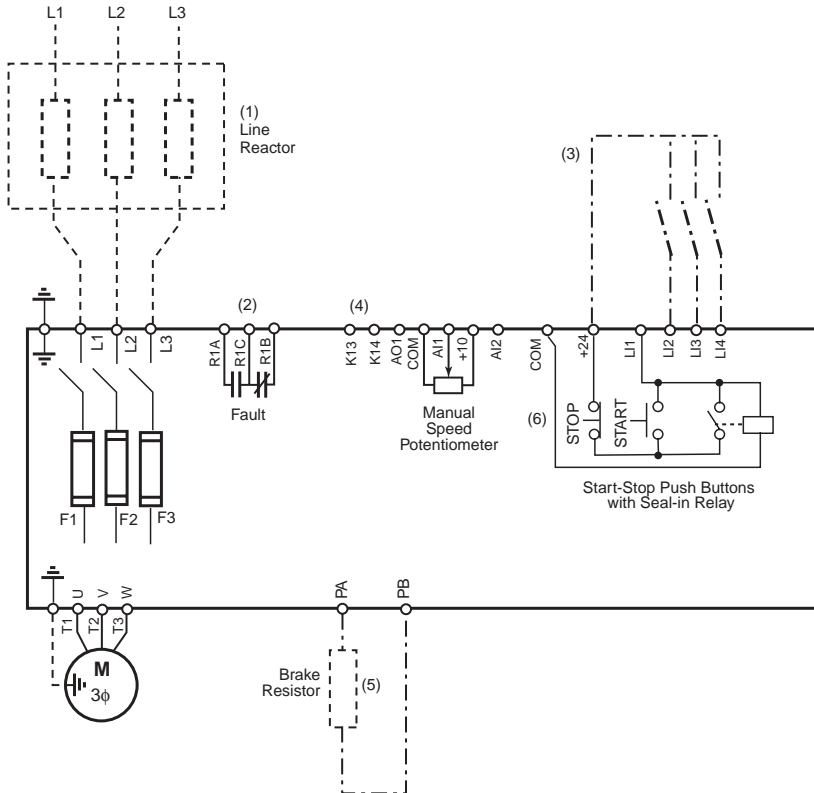 L1 L2 L3
(1)
Line
Reactor
(3)
(2)
(4)
L1 L2 L3
R1A R1C R1B
K13 K14 AO1 COM AI1 +10 AI2 COM +24 LI1 LI2 LI3 LI4
Fault
Manual
Speed
Potentiometer
(6)
STOP
START
Start-Stop Push Buttons
with Seal-in Relay
F1 F2 F3
U V W
PA PB
T1 T2 T3
M
3ϕ
Brake
Resistor
(5)